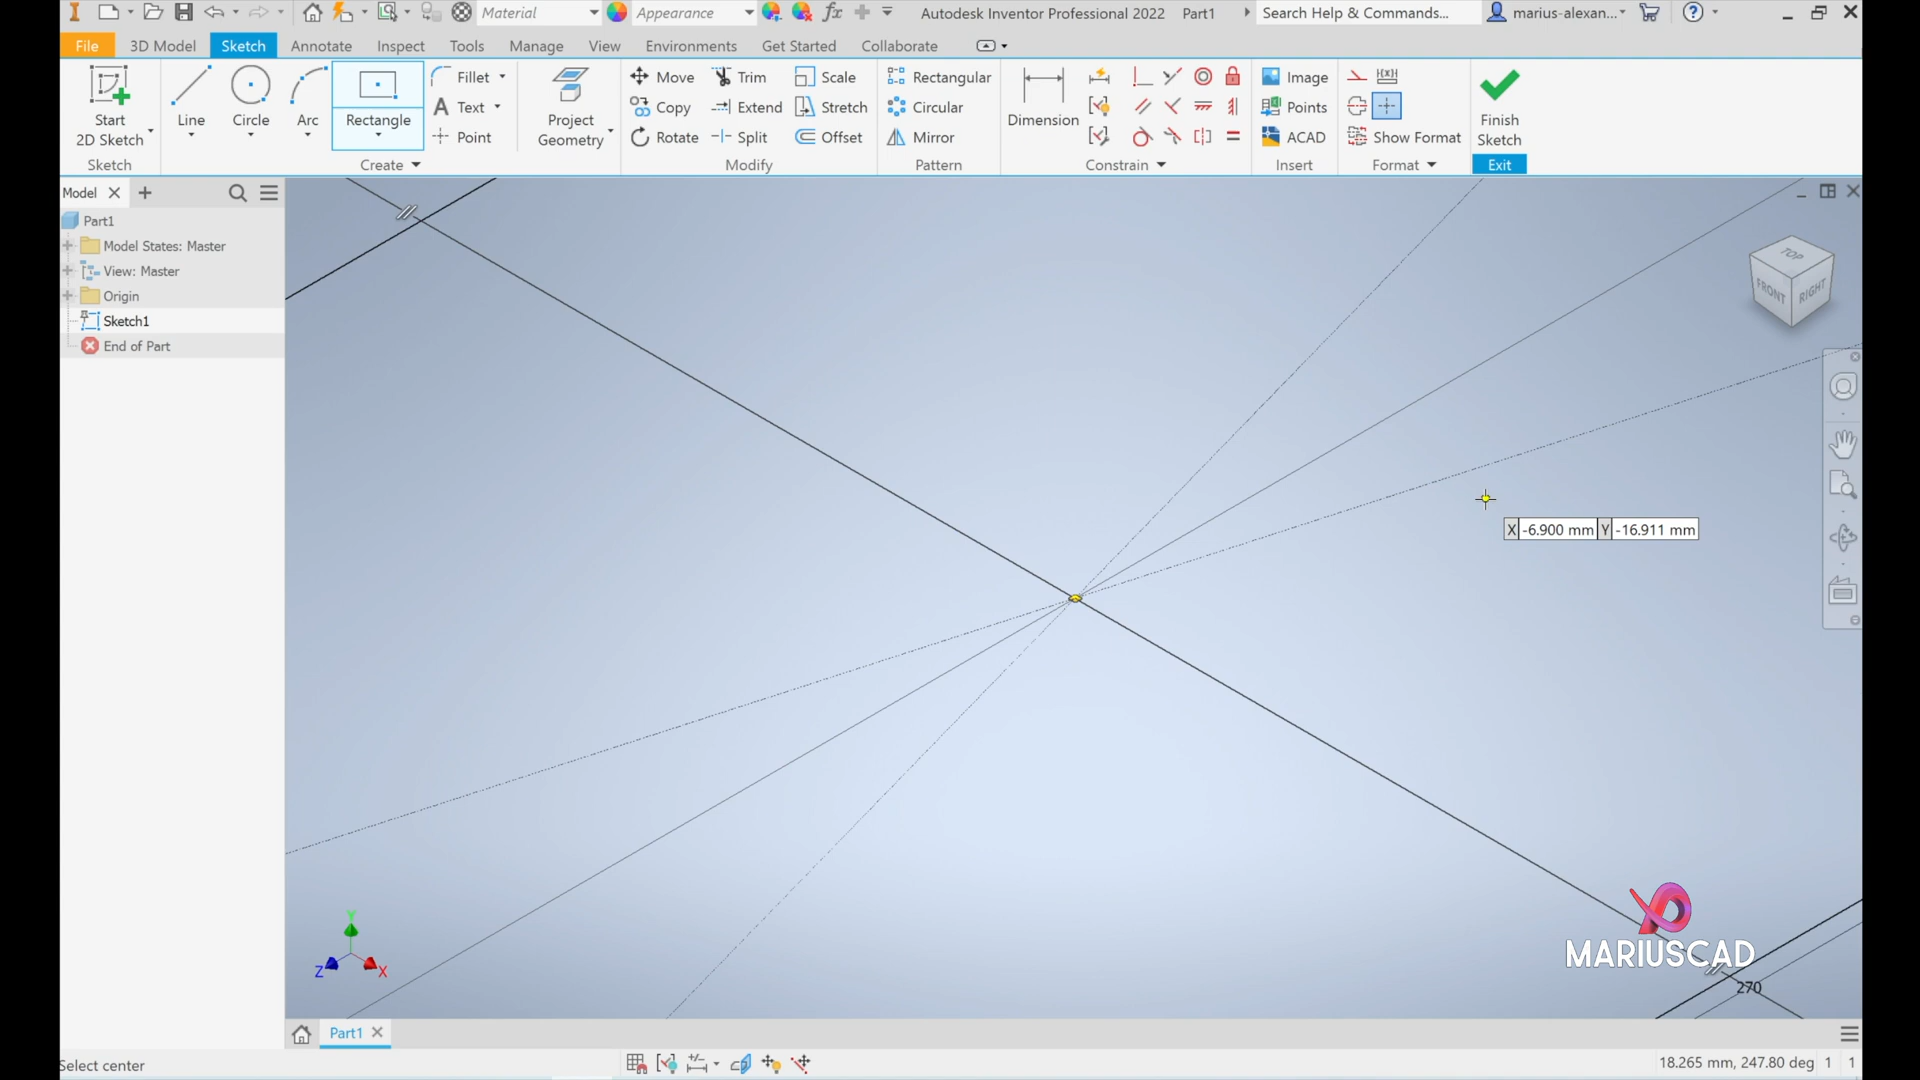 Material
Appearance
fx
Autodesk Inventor Professional 2022 Part1
Search Help & Commands...
marius-alexan...
File 3D Model Sketch Annotate Inspect Tools Manage View Environments Get Started Collaborate
Start
2D Sketch
Line
Circle
Arc
Rectangle
Fillet
Text
Point
Project
Geometry
Move
Copy
Rotate
Trim
Extend
Split
Scale
Stretch
Offset
Rectangular
Circular
Mirror
Dimension
Image
Points
ACAD
Show Format
Finish
Sketch
Sketch
Create
Modify
Pattern
Constrain
Insert
Format
Exit
Model
Part1
Model States: Master
View: Master
Origin
Sketch1
End of Part
TOP
FRONT
RIGHT
X -6.900 mm Y -16.911 mm
Y
Z
X
MARIUSCAD
270
Part1
Select center
18.265 mm, 247.80 deg 1 1